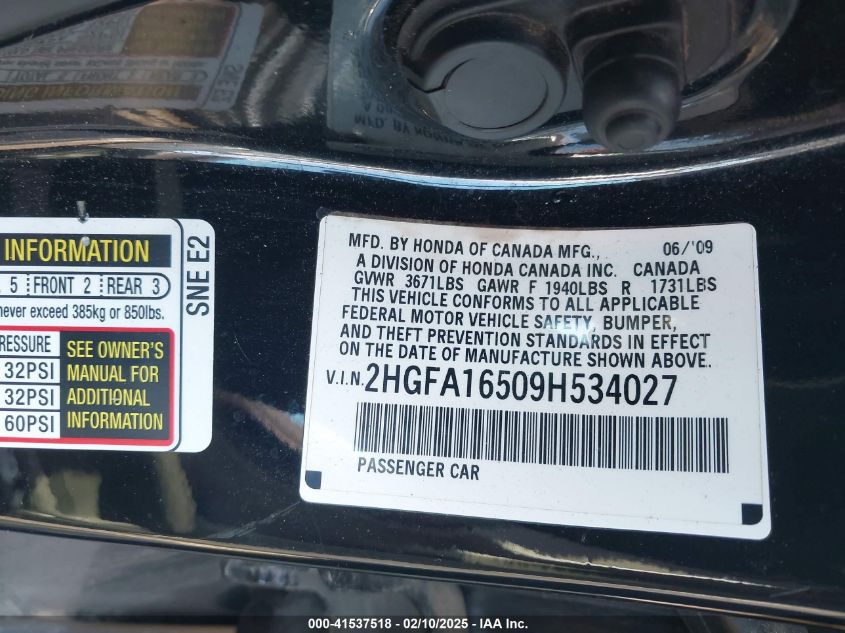 INFORMATION
5 FRONT 2 REAR 3
never exceed 385kg or 850lbs.
SNE E2
RESSURE
32PSI
32PSI
60PSI
SEE OWNER'S
MANUAL FOR
ADDITIONAL
INFORMATION
MFD. BY HONDA OF CANADA MFG., 06/'09
A DIVISION OF HONDA CANADA INC. CANADA
GVWR 3671LBS GAWR F 1940LBS R 1731LBS
THIS VEHICLE CONFORMS TO ALL APPLICABLE
FEDERAL MOTOR VEHICLE SAFETY, BUMPER,
AND THEFT PREVENTION STANDARDS IN EFFECT
ON THE DATE OF MANUFACTURE SHOWN ABOVE.
V.I.N. 2HGFA16509H534027
PASSENGER CAR
000-41537518 - 02/10/2025 - IAA Inc.